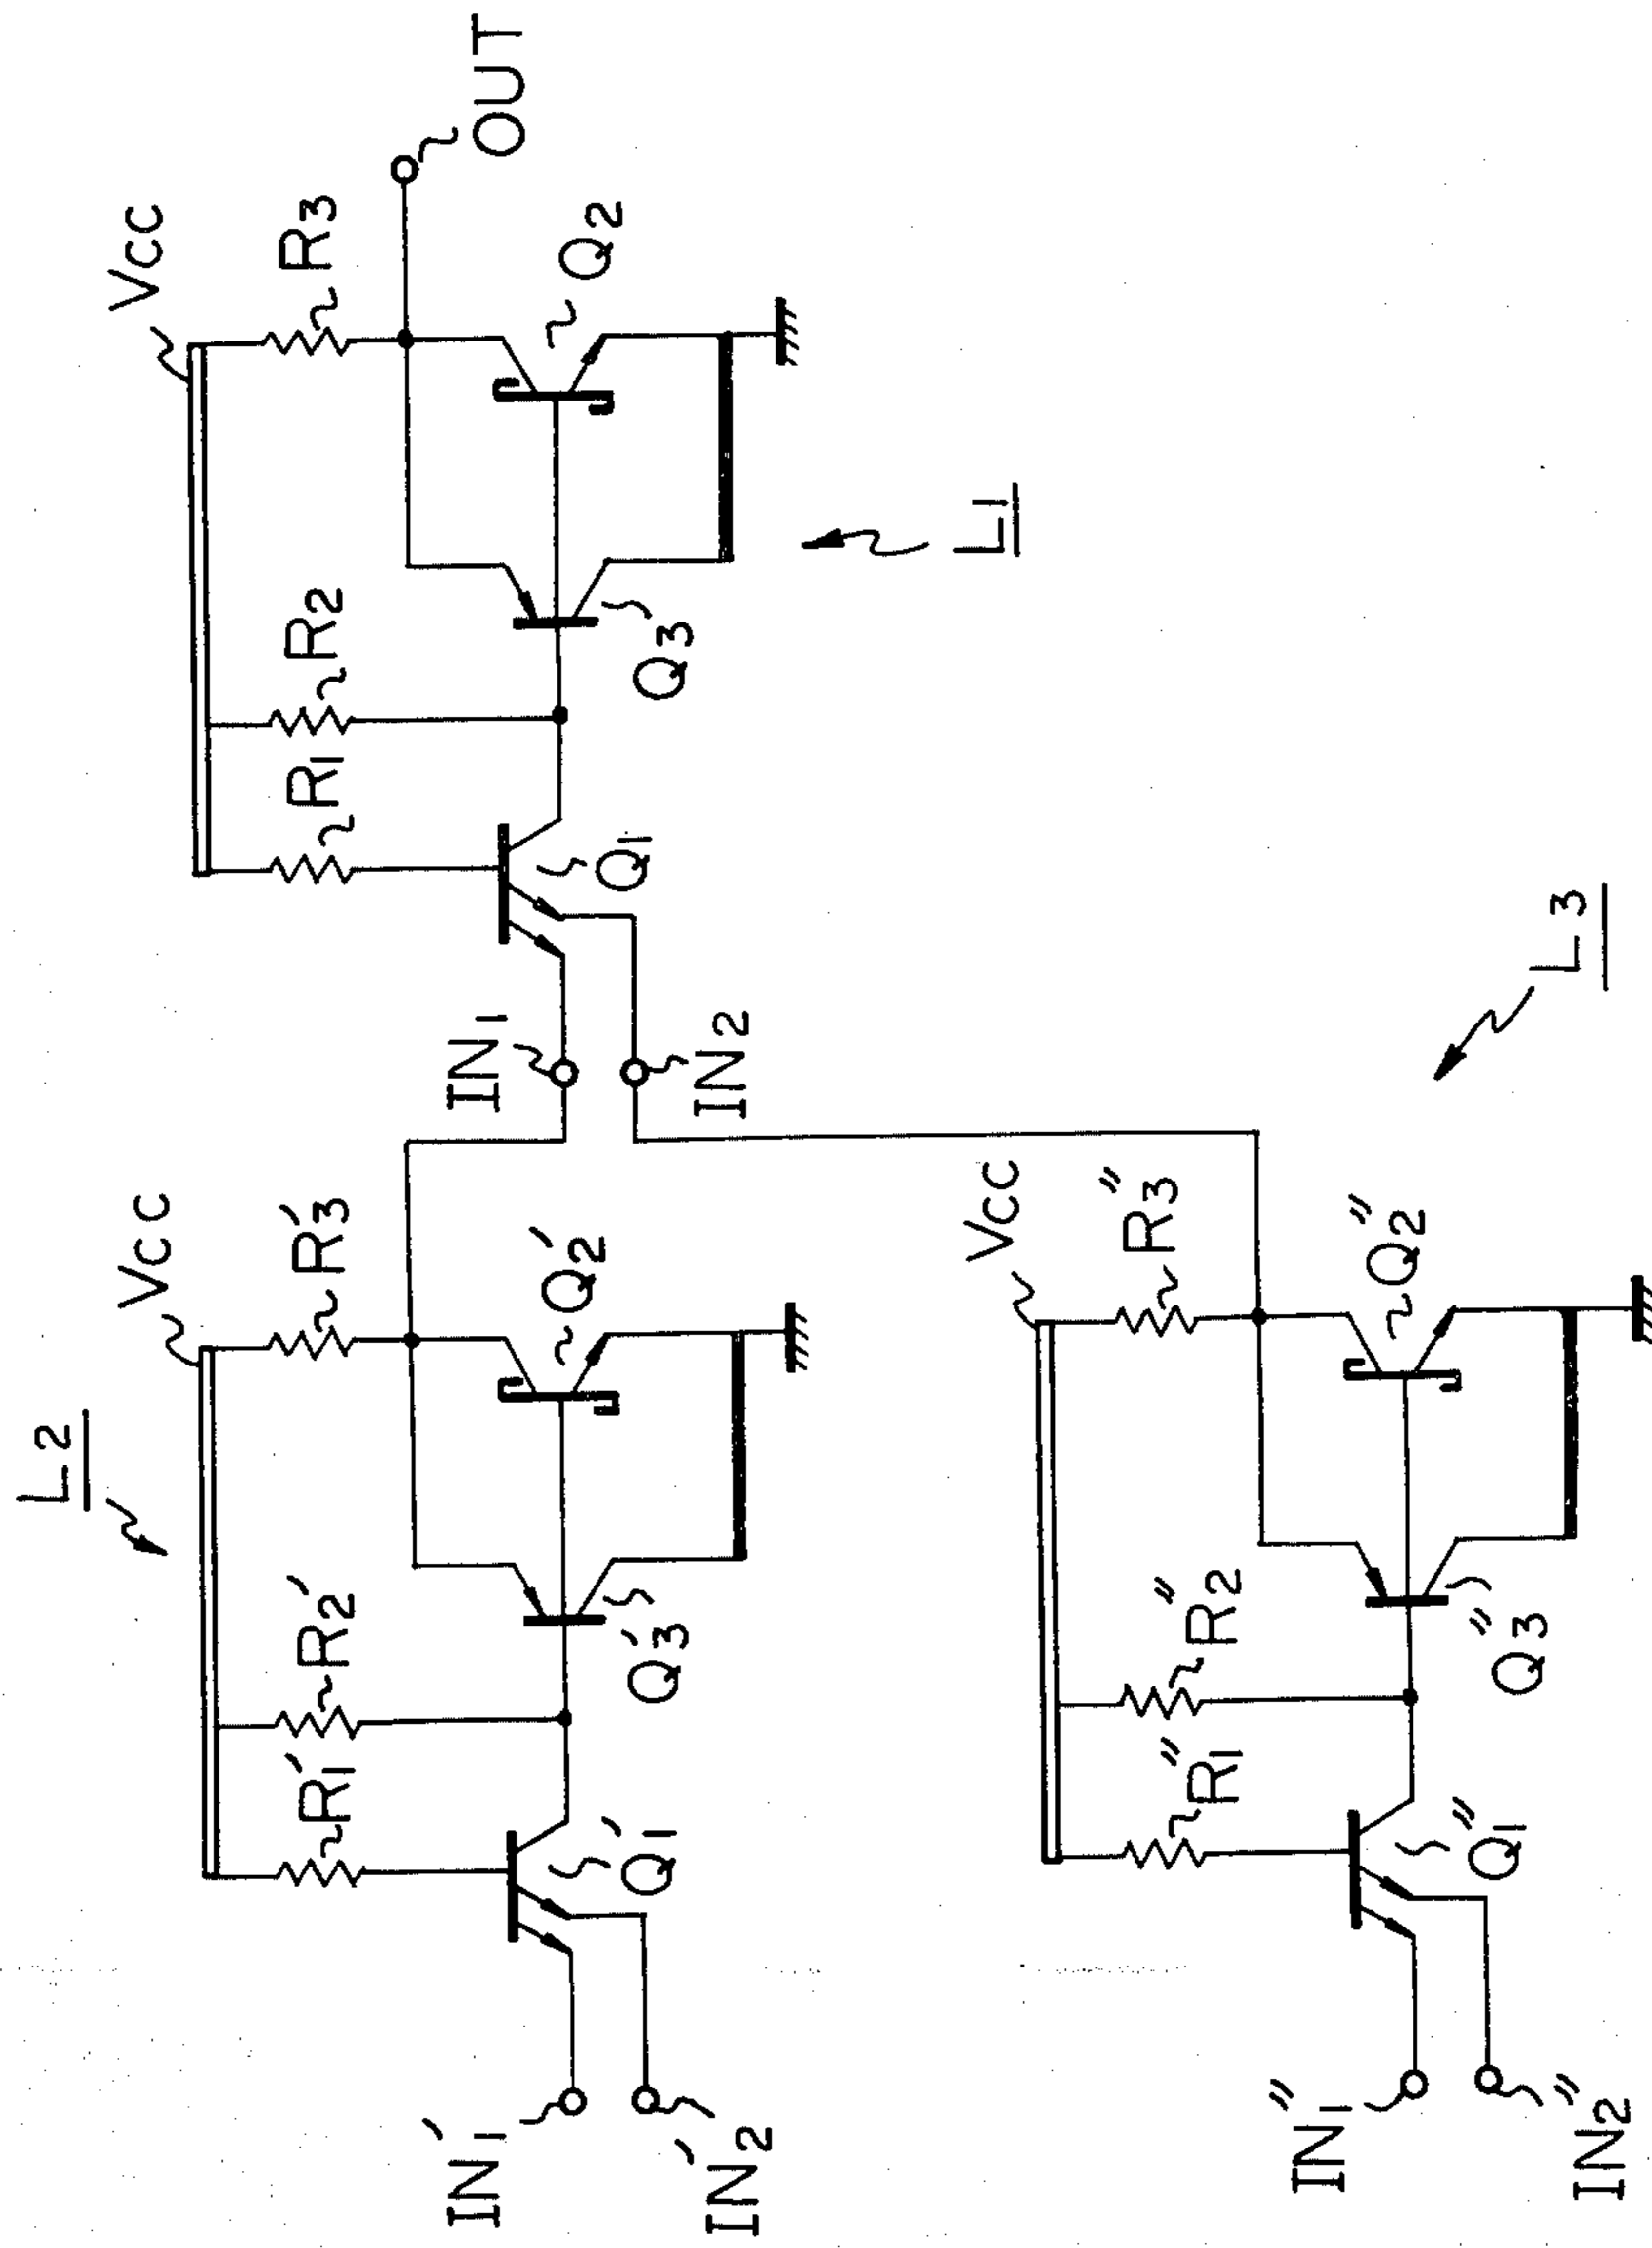 L2
Vcc
R1'
R2'
R3'
IN1'
IN2'
Q1'
Q3'
Q2'
Vcc
R1
R2
R3
OUT
IN1
IN2
Q1
Q3
Q2
L1
Vcc
R1"
R2"
R3"
IN1"
IN2"
Q1"
Q3"
Q2"
L3